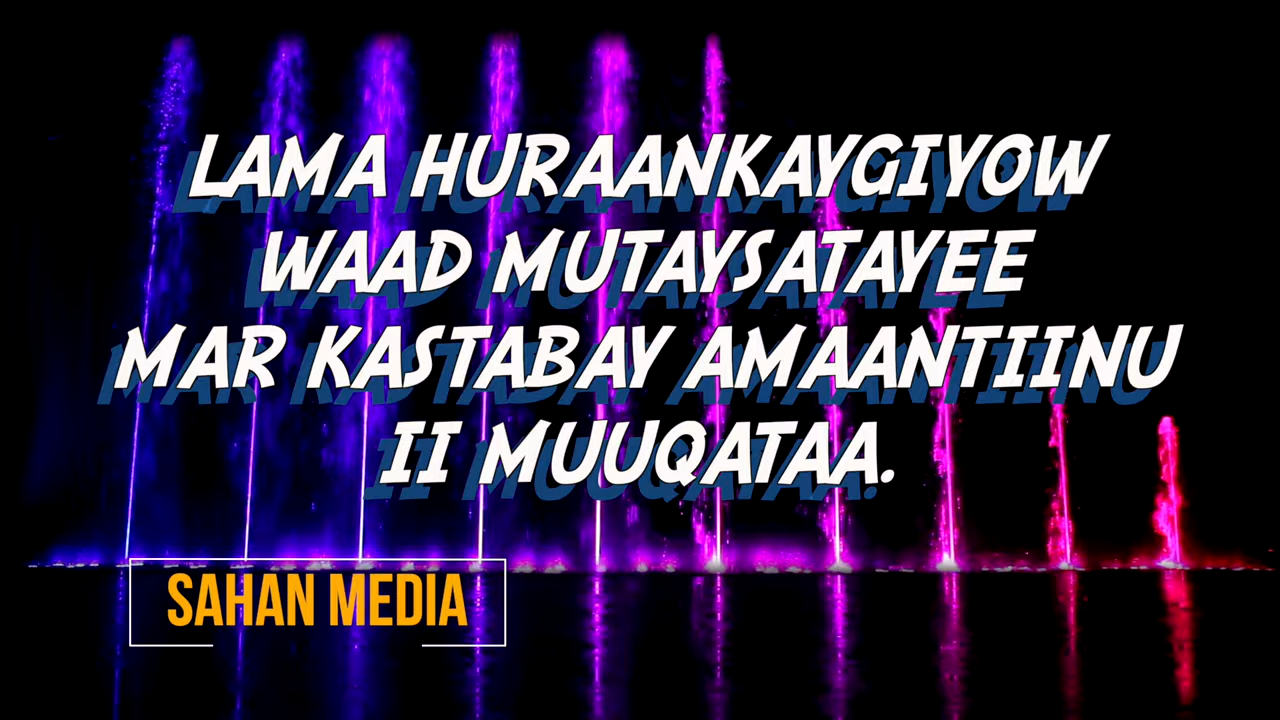 LAMA HURAANKAYGIYOW
WAAD MUTAYSATAYEE
MAR KASTABAY AMAANTIINU
II MUUQATAA.
SAHAN MEDIA